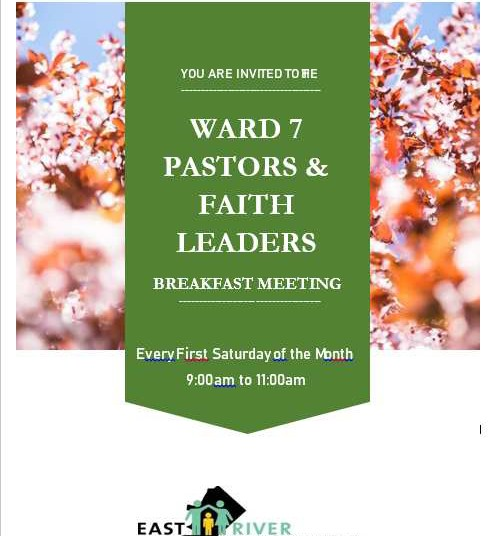 YOU ARE INVITED TO THE
WARD 7
PASTORS &
FAITH
LEADERS
BREAKFAST MEETING
Every First Saturday of the Month
9:00am to 11:00am
EAST RIVER